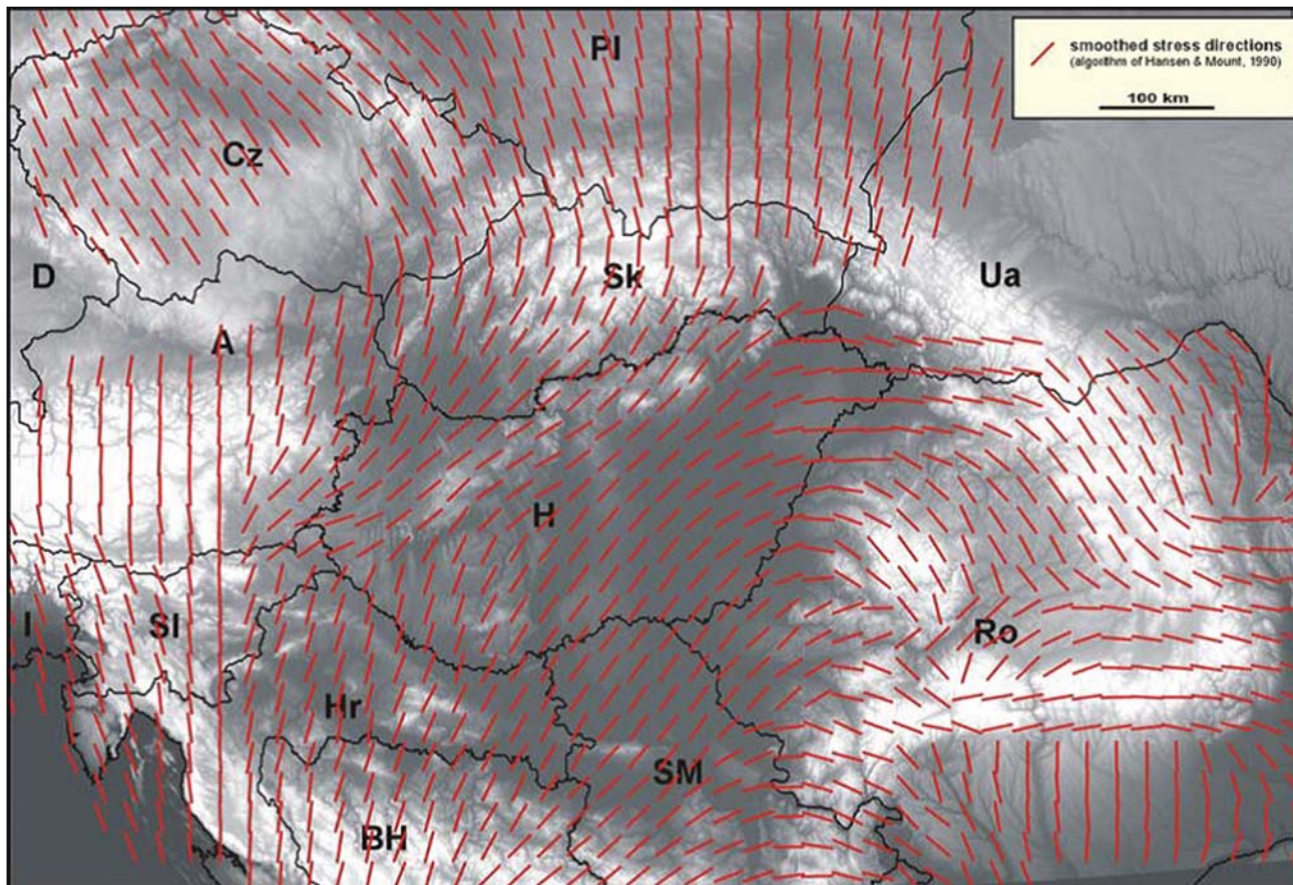 Pl
smoothed stress directions
(algorithm of Hansen & Mount, 1990)
100 km
Cz
D
Sk
Ua
A
H
I
Sl
Ro
Hr
SM
BH